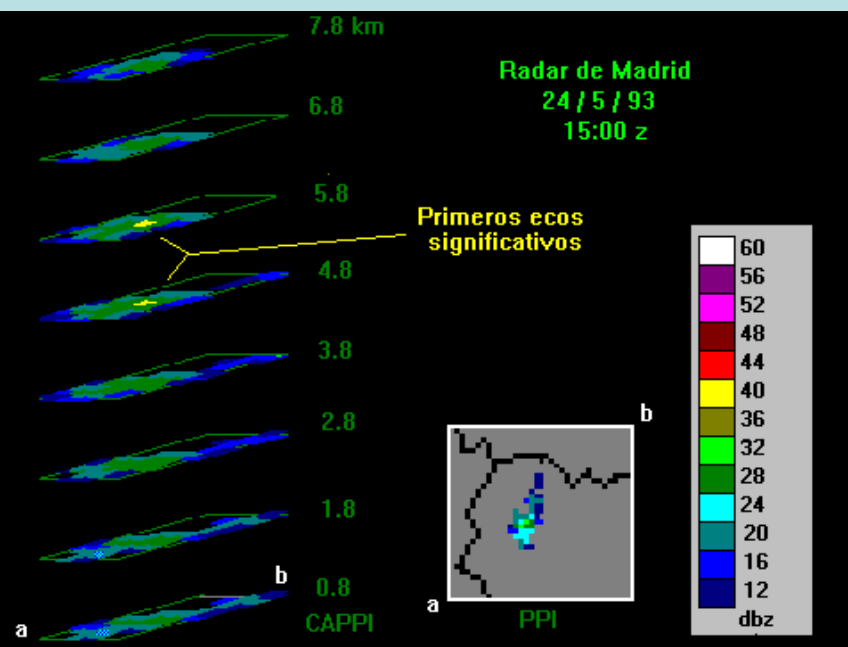 7.8 km
6.8
5.8
4.8
3.8
2.8
1.8
0.8
CAPPI
a
b
Radar de Madrid
24 / 5 / 93
15:00 z
Primeros ecos
significativos
b
a
PPI
60
56
52
48
44
40
36
32
28
24
20
16
12
dbz